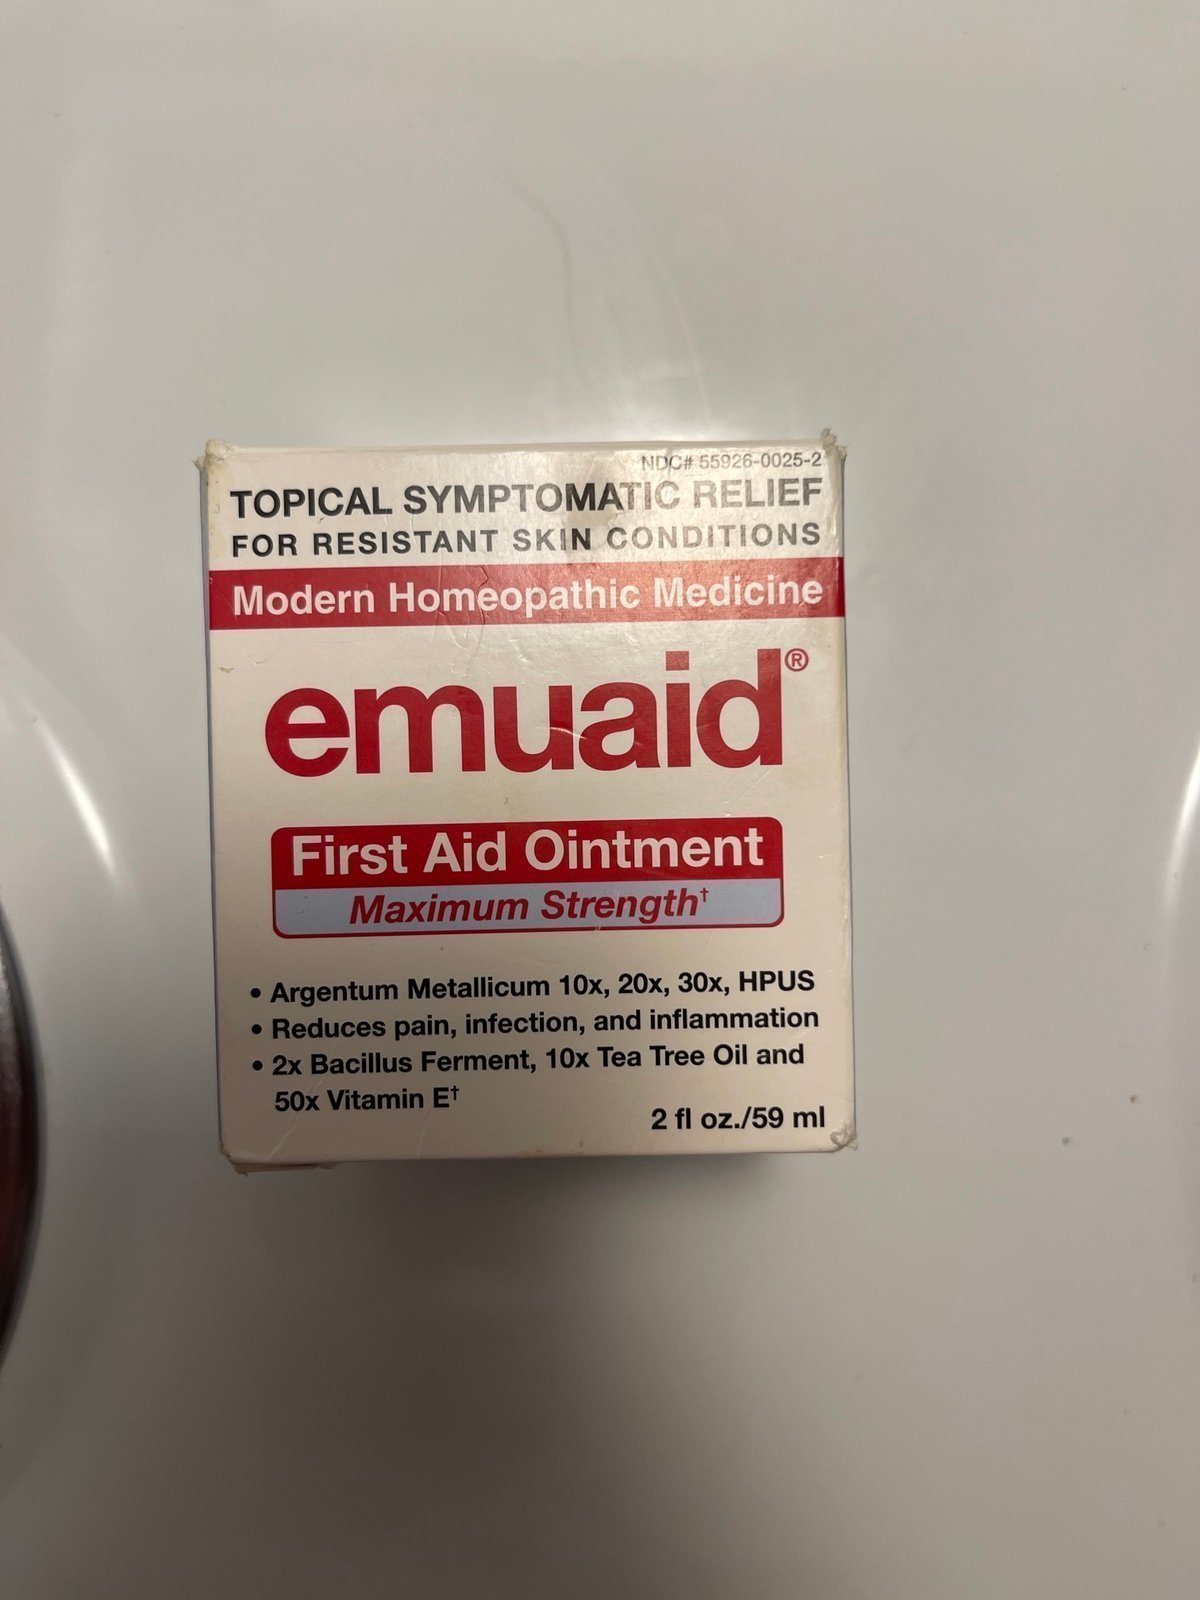 NDC# 55926-0025-2
TOPICAL SYMPTOMATIC RELIEF
FOR RESISTANT SKIN CONDITIONS
Modern Homeopathic Medicine
emuaid®
First Aid Ointment
Maximum Strength†
• Argentum Metallicum 10x, 20x, 30x, HPUS
• Reduces pain, infection, and inflammation
• 2x Bacillus Ferment, 10x Tea Tree Oil and
50x Vitamin E†
2 fl oz./59 ml